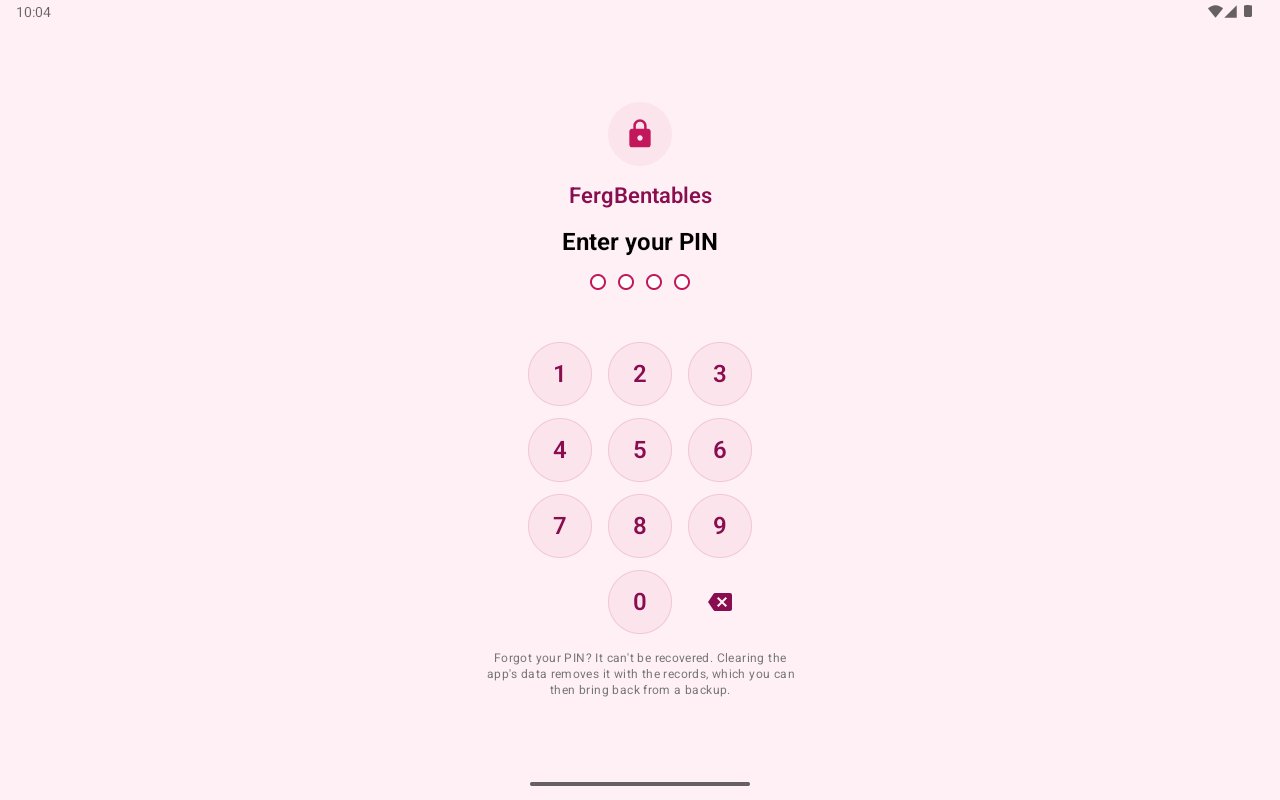 10:04
FergBentables
Enter your PIN
1 2 3
4 5 6
7 8 9
0
Forgot your PIN? It can't be recovered. Clearing the
app's data removes it with the records, which you can
then bring back from a backup.